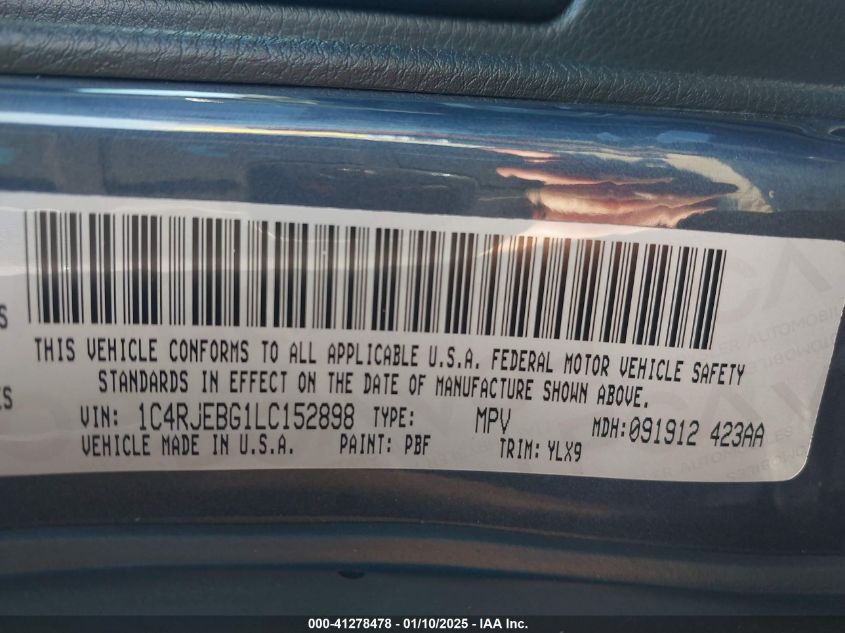 S
THIS VEHICLE CONFORMS TO ALL APPLICABLE U.S.A. FEDERAL MOTOR VEHICLE SAFETY
ES
STANDARDS IN EFFECT ON THE DATE OF MANUFACTURE SHOWN ABOVE.
VIN: 1C4RJEBG1LC152898 TYPE: MPV MDH:091912 423AA
VEHICLE MADE IN U.S.A. PAINT: PBF TRIM: YLX9
000-41278478 - 01/10/2025 - IAA Inc.